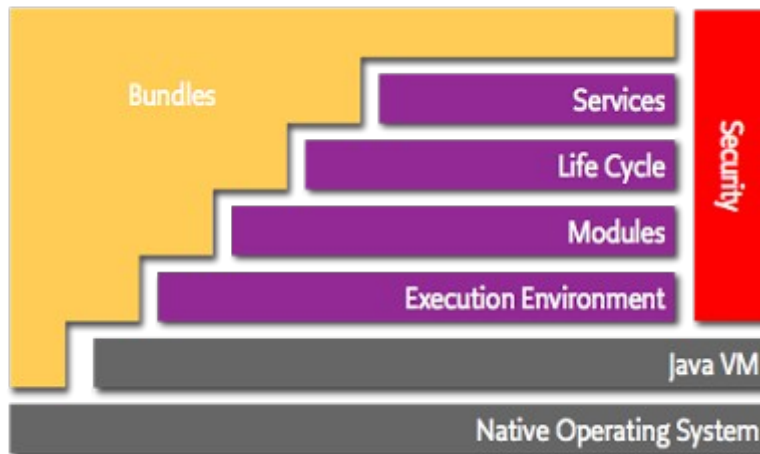 Bundles
Services
Life Cycle
Modules
Execution Environment
Security
Java VM
Native Operating System